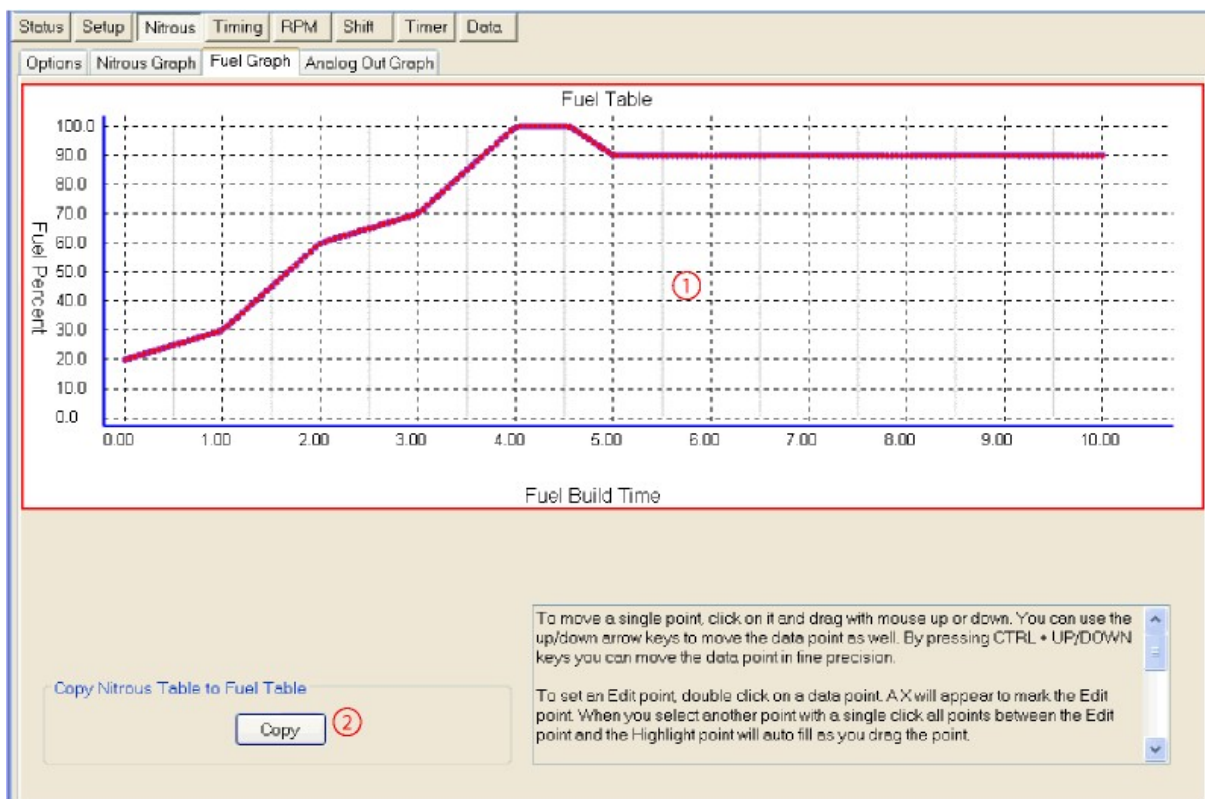 Status Setup Nitrous Timing RPM Shift Timer Data
Options Nitrous Graph Fuel Graph Analog Out Graph
Fuel Table
100.0
90.0
80.0
70.0
60.0
50.0
40.0
30.0
20.0
10.0
0.0
Fuel Percent
1
0.00 1.00 2.00 3.00 4.00 5.00 6.00 7.00 8.00 9.00 10.00
Fuel Build Time
Copy Nitrous Table to Fuel Table
Copy 2
To move a single point, click on it and drag with mouse up or down. You can use the
up/down arrow keys to move the data point as well. By pressing CTRL + UP/DOWN
keys you can move the data point in fine precision.
To set an Edit point, double click on a data point. A X will appear to mark the Edit
point. When you select another point with a single click all points between the Edit
point and the Highlight point will auto fill as you drag the point.